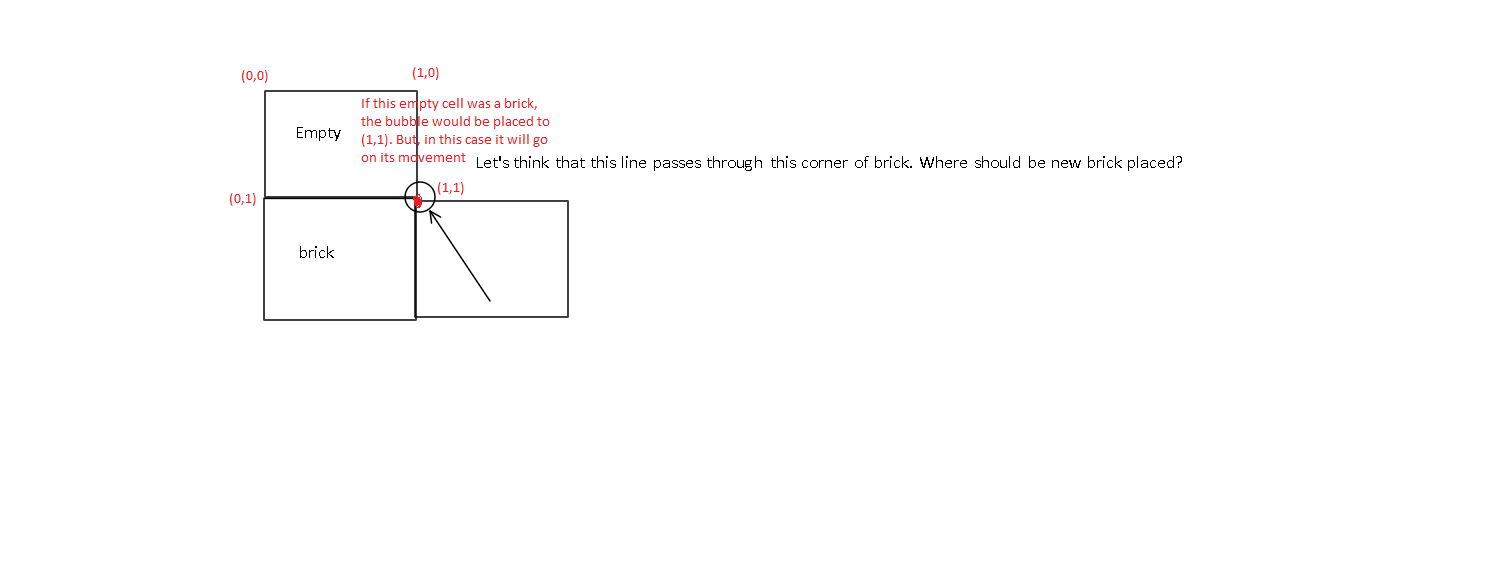 (0,0)
(1,0)
If this empty cell was a brick,
the bubble would be placed to
(1,1). But, in this case it will go
on its movement
Empty
Let's think that this line passes through this corner of brick. Where should be new brick placed?
(0,1)
(1,1)
brick